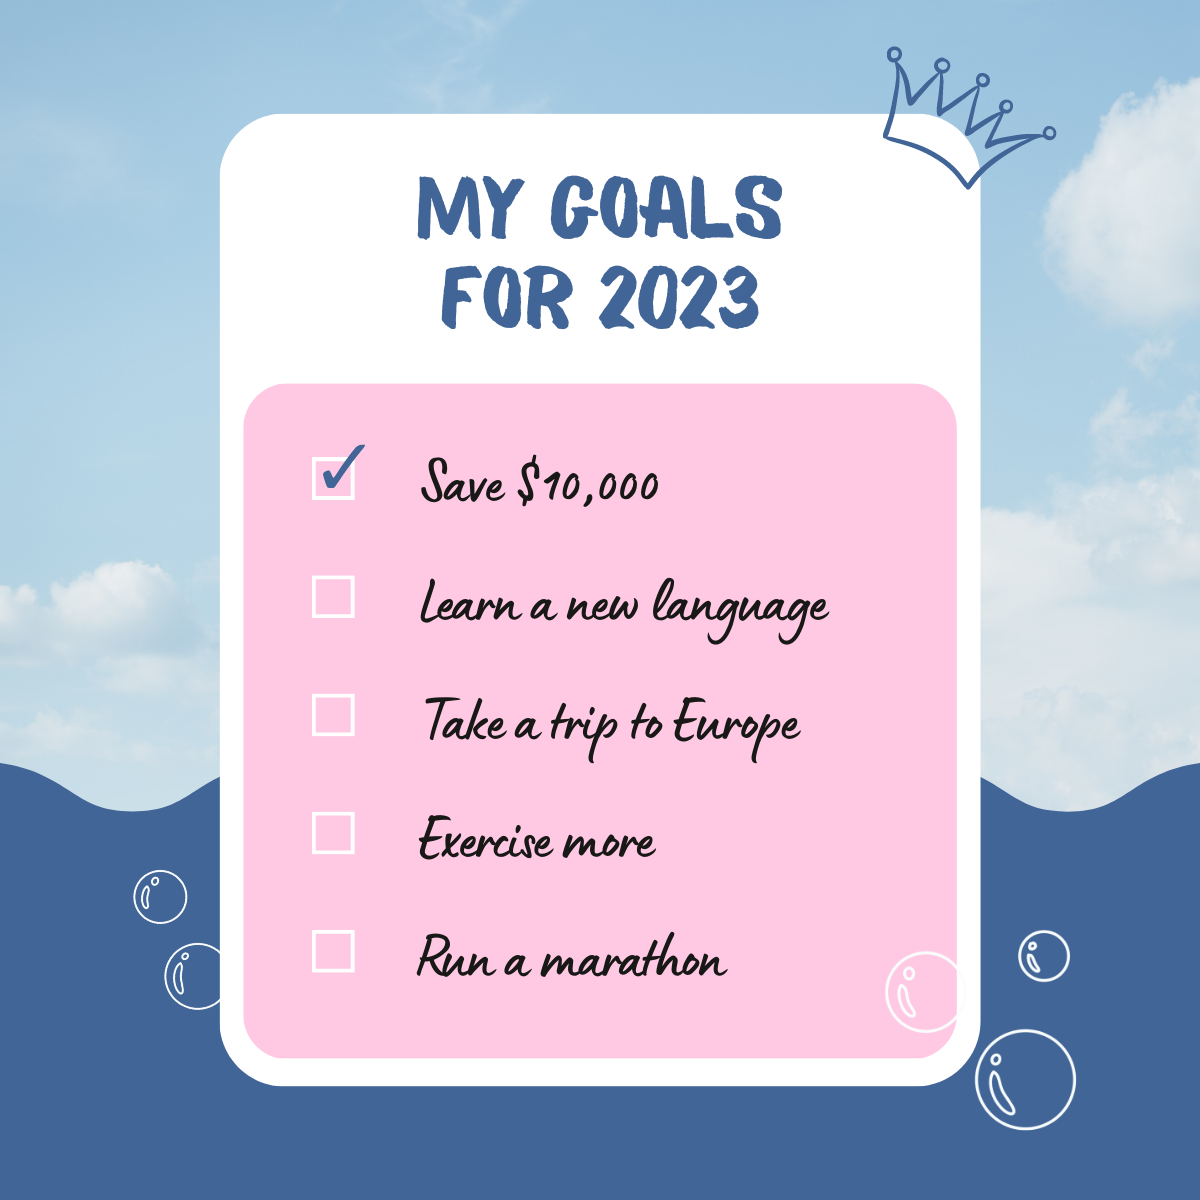 MY GOALS
FOR 2023
Save $10,000
Learn a new language
Take a trip to Europe
Exercise more
Run a marathon